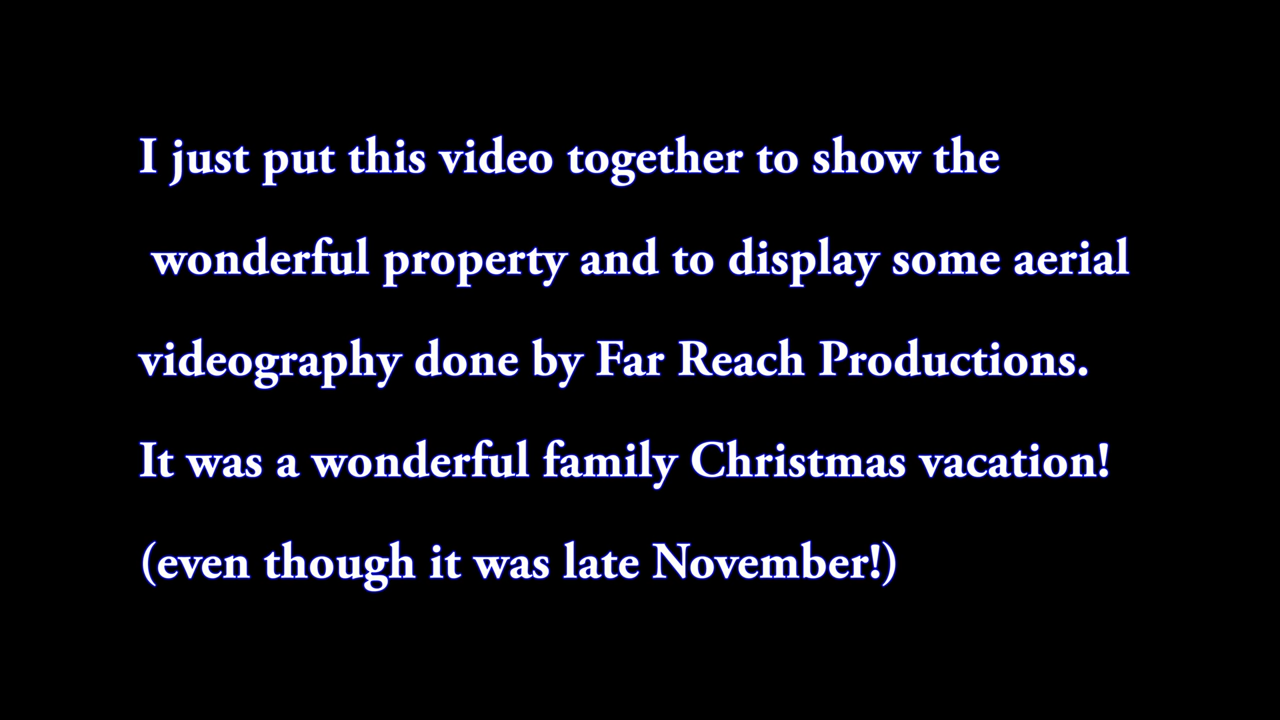 I just put this video together to show the
wonderful property and to display some aerial
videography done by Far Reach Productions.
It was a wonderful family Christmas vacation!
(even though it was late November!)